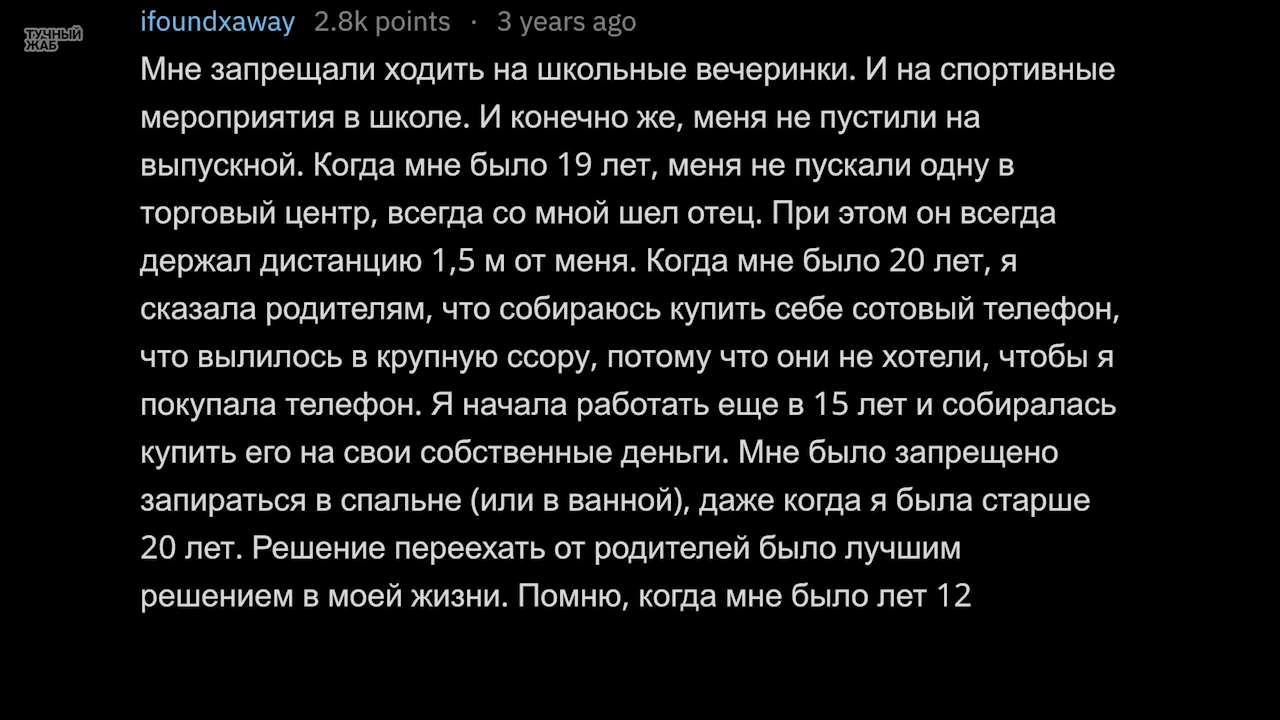 ТУЧНЫЙ
ЖАБ
ifoundxaway 2.8k points · 3 years ago
Мне запрещали ходить на школьные вечеринки. И на спортивные
мероприятия в школе. И конечно же, меня не пустили на
выпускной. Когда мне было 19 лет, меня не пускали одну в
торговый центр, всегда со мной шел отец. При этом он всегда
держал дистанцию 1,5 м от меня. Когда мне было 20 лет, я
сказала родителям, что собираюсь купить себе сотовый телефон,
что вылилось в крупную ссору, потому что они не хотели, чтобы я
покупала телефон. Я начала работать еще в 15 лет и собиралась
купить его на свои собственные деньги. Мне было запрещено
запираться в спальне (или в ванной), даже когда я была старше
20 лет. Решение переехать от родителей было лучшим
решением в моей жизни. Помню, когда мне было лет 12